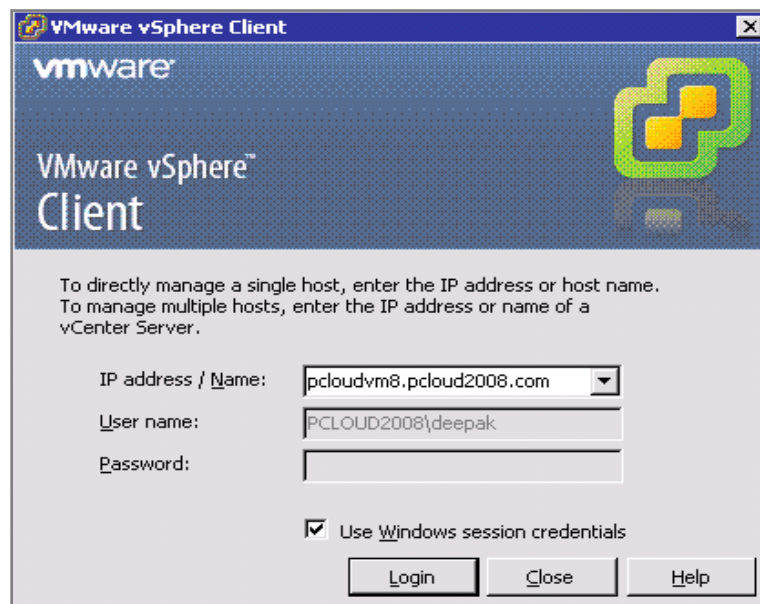 VMware vSphere Client
vmware®
VMware vSphere™
Client
To directly manage a single host, enter the IP address or host name.
To manage multiple hosts, enter the IP address or name of a
vCenter Server.
IP address / Name:
pcloudvm8.pcloud2008.com
User name:
PCLOUD2008\deepak
Password:
Use Windows session credentials
Login
Close
Help